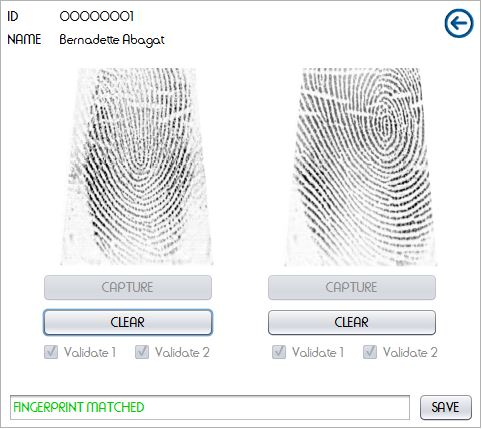 ID 00000001
NAME Bernadette Abagat
CAPTURE CAPTURE
CLEAR CLEAR
Validate 1 Validate 2 Validate 1 Validate 2
FINGERPRINT MATCHED SAVE